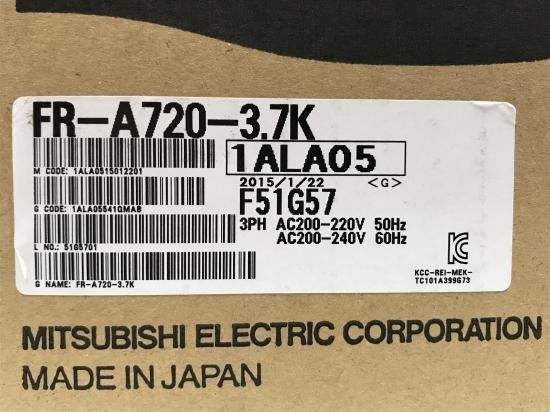 FR-A720-3.7K
1ALA05
M CODE: 1ALA0515012201
2015/1/22 <G>
F51G57
G CODE: 1ALA05541QMAB
3PH AC200-220V 50Hz
AC200-240V 60Hz
L NO.: 51G5701
KCC-REI-MEK-
TC101A399G73
G NAME: FR-A720-3.7K
MITSUBISHI ELECTRIC CORPORATION
MADE IN JAPAN